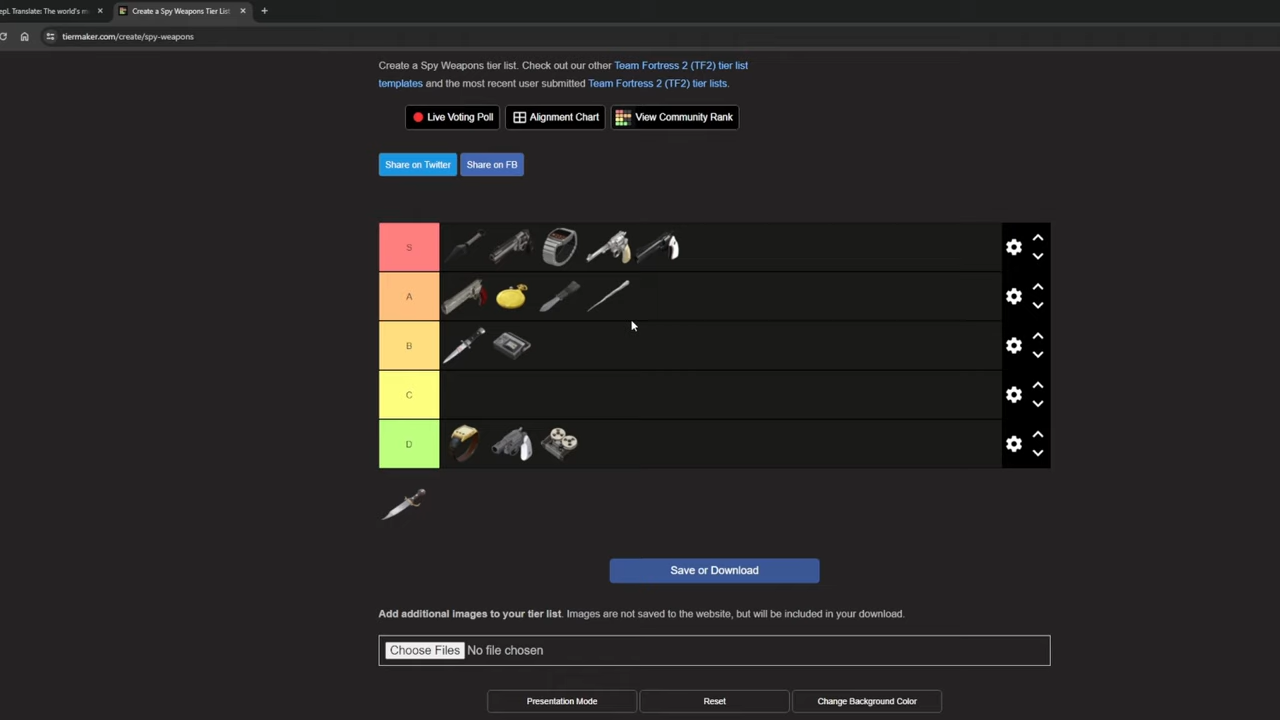 epL Translate: The world's m
Create a Spy Weapons Tier List
tiermaker.com/create/spy-weapons
Create a Spy Weapons tier list. Check out our other Team Fortress 2 (TF2) tier list
templates and the most recent user submitted Team Fortress 2 (TF2) tier lists.
Live Voting Poll
Alignment Chart
View Community Rank
Share on Twitter
Share on FB
S
A
B
C
D
Save or Download
Add additional images to your tier list. Images are not saved to the website, but will be included in your download.
Choose Files No file chosen
Presentation Mode
Reset
Change Background Color